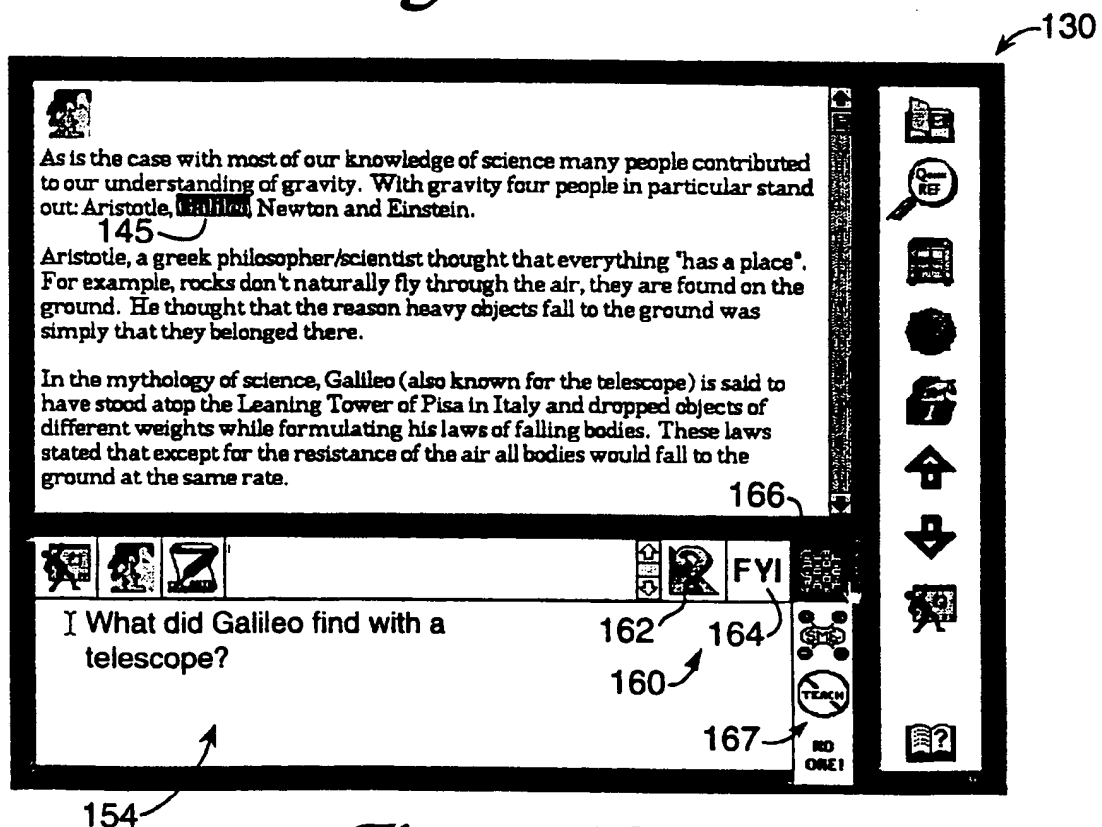 130
As is the case with most of our knowledge of science many people contributed
to our understanding of gravity. With gravity four people in particular stand
out: Aristotle, Galileo, Newton and Einstein.
145
Aristotle, a greek philosopher/scientist thought that everything "has a place".
For example, rocks don't naturally fly through the air, they are found on the
ground. He thought that the reason heavy objects fall to the ground was
simply that they belonged there.
In the mythology of science, Galileo (also known for the telescope) is said to
have stood atop the Leaning Tower of Pisa in Italy and dropped objects of
different weights while formulating his laws of falling bodies. These laws
stated that except for the resistance of the air all bodies would fall to the
ground at the same rate.
REF
166
FYI
What did Galileo find with a
telescope?
162
164
160
SME
TEACH
167
NO
ONE!
154